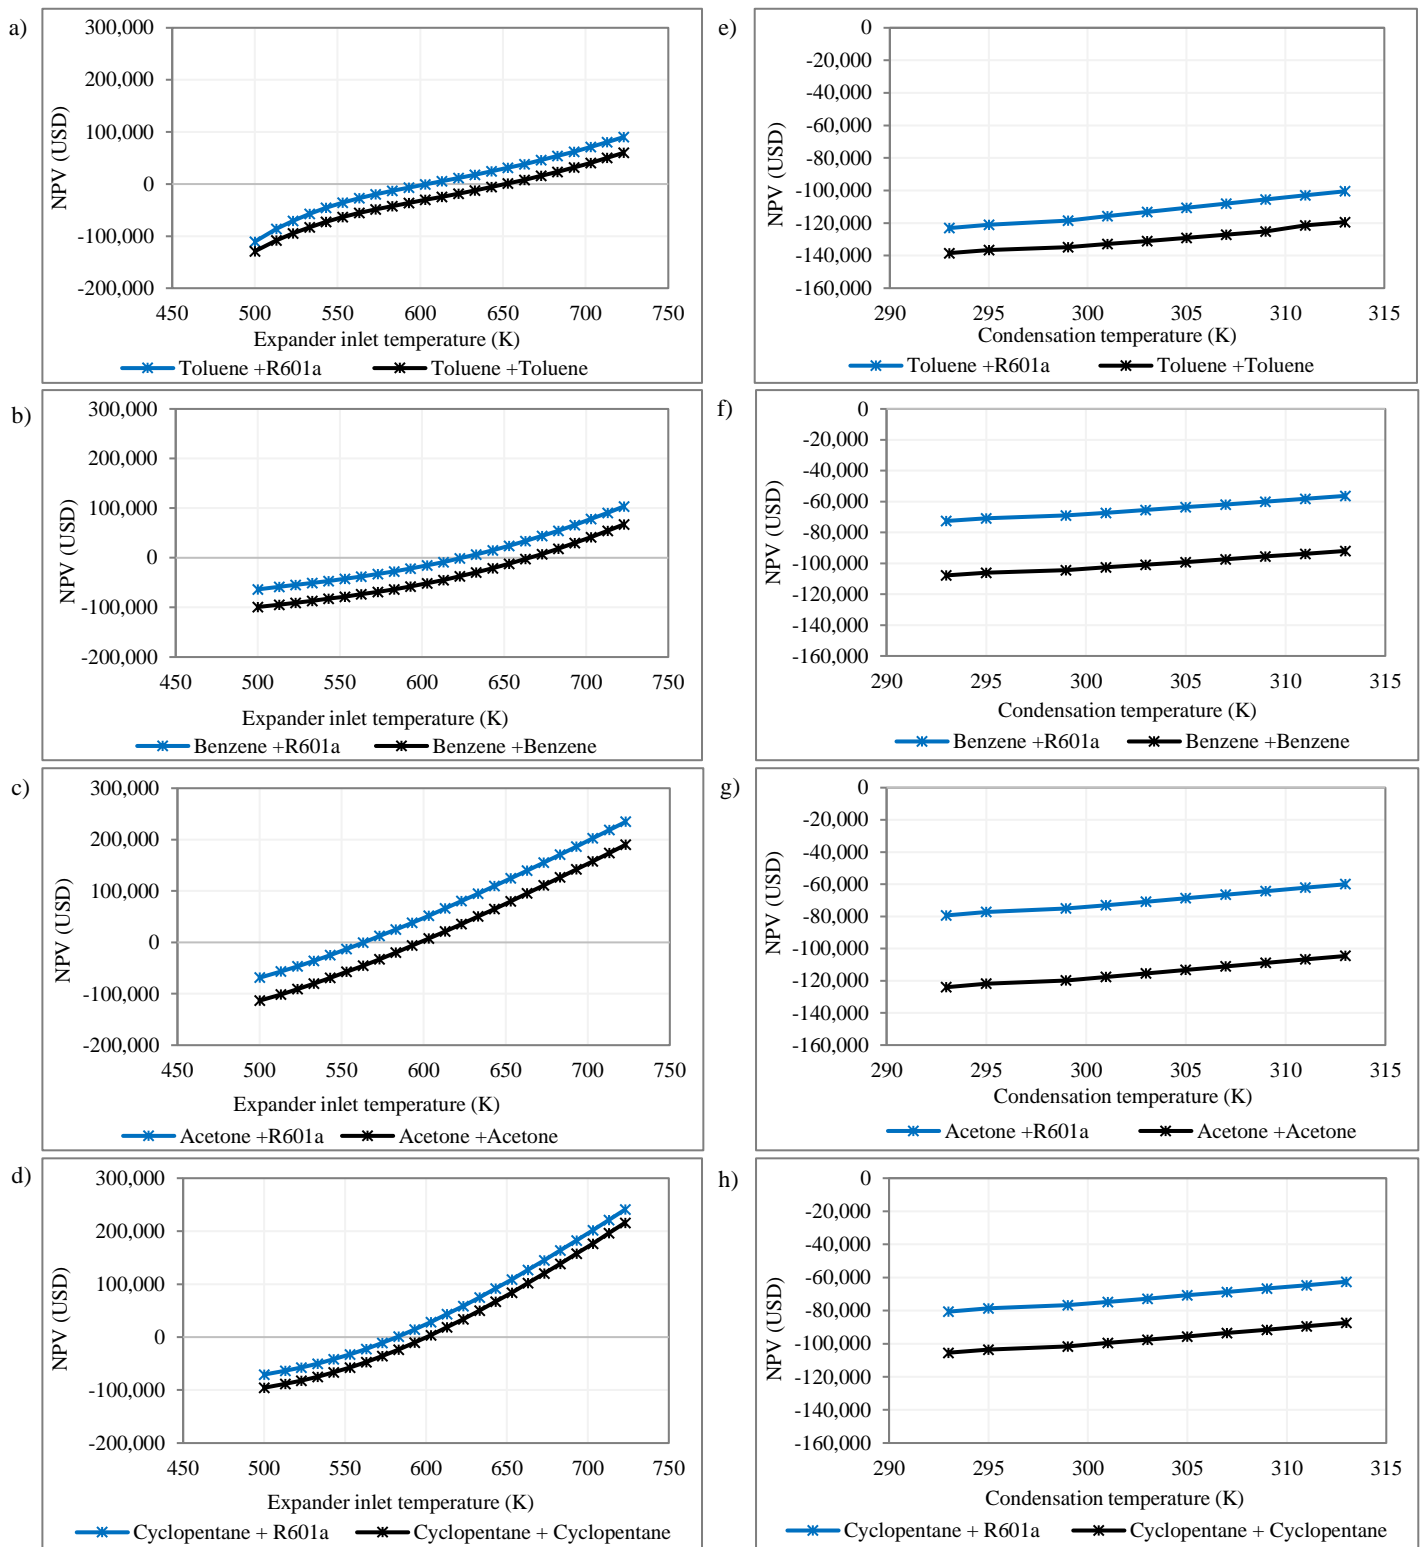 a)
300,000
200,000
100,000
0
-100,000
-200,000
NPV (USD)
450 500 550 600 650 700 750
Expander inlet temperature (K)
Toluene +R601a Toluene +Toluene
e)
0
-20,000
-40,000
-60,000
-80,000
-100,000
-120,000
-140,000
-160,000
NPV (USD)
290 295 300 305 310 315
Condensation temperature (K)
Toluene +R601a Toluene +Toluene
b)
300,000
200,000
100,000
0
-100,000
-200,000
NPV (USD)
450 500 550 600 650 700 750
Expander inlet temperature (K)
Benzene +R601a Benzene +Benzene
f)
0
-20,000
-40,000
-60,000
-80,000
-100,000
-120,000
-140,000
-160,000
NPV (USD)
290 295 300 305 310 315
Condensation temperature (K)
Benzene +R601a Benzene +Benzene
c)
300,000
200,000
100,000
0
-100,000
-200,000
NPV (USD)
450 500 550 600 650 700 750
Expander inlet temperature (K)
Acetone +R601a Acetone +Acetone
g)
0
-20,000
-40,000
-60,000
-80,000
-100,000
-120,000
-140,000
-160,000
NPV (USD)
290 295 300 305 310 315
Condensation temperature (K)
Acetone +R601a Acetone +Acetone
d)
300,000
200,000
100,000
0
-100,000
-200,000
NPV (USD)
450 500 550 600 650 700 750
Expander inlet temperature (K)
Cyclopentane + R601a Cyclopentane + Cyclopentane
h)
0
-20,000
-40,000
-60,000
-80,000
-100,000
-120,000
-140,000
-160,000
NPV (USD)
290 295 300 305 310 315
Condensation temperature (K)
Cyclopentane + R601a Cyclopentane + Cyclopentane